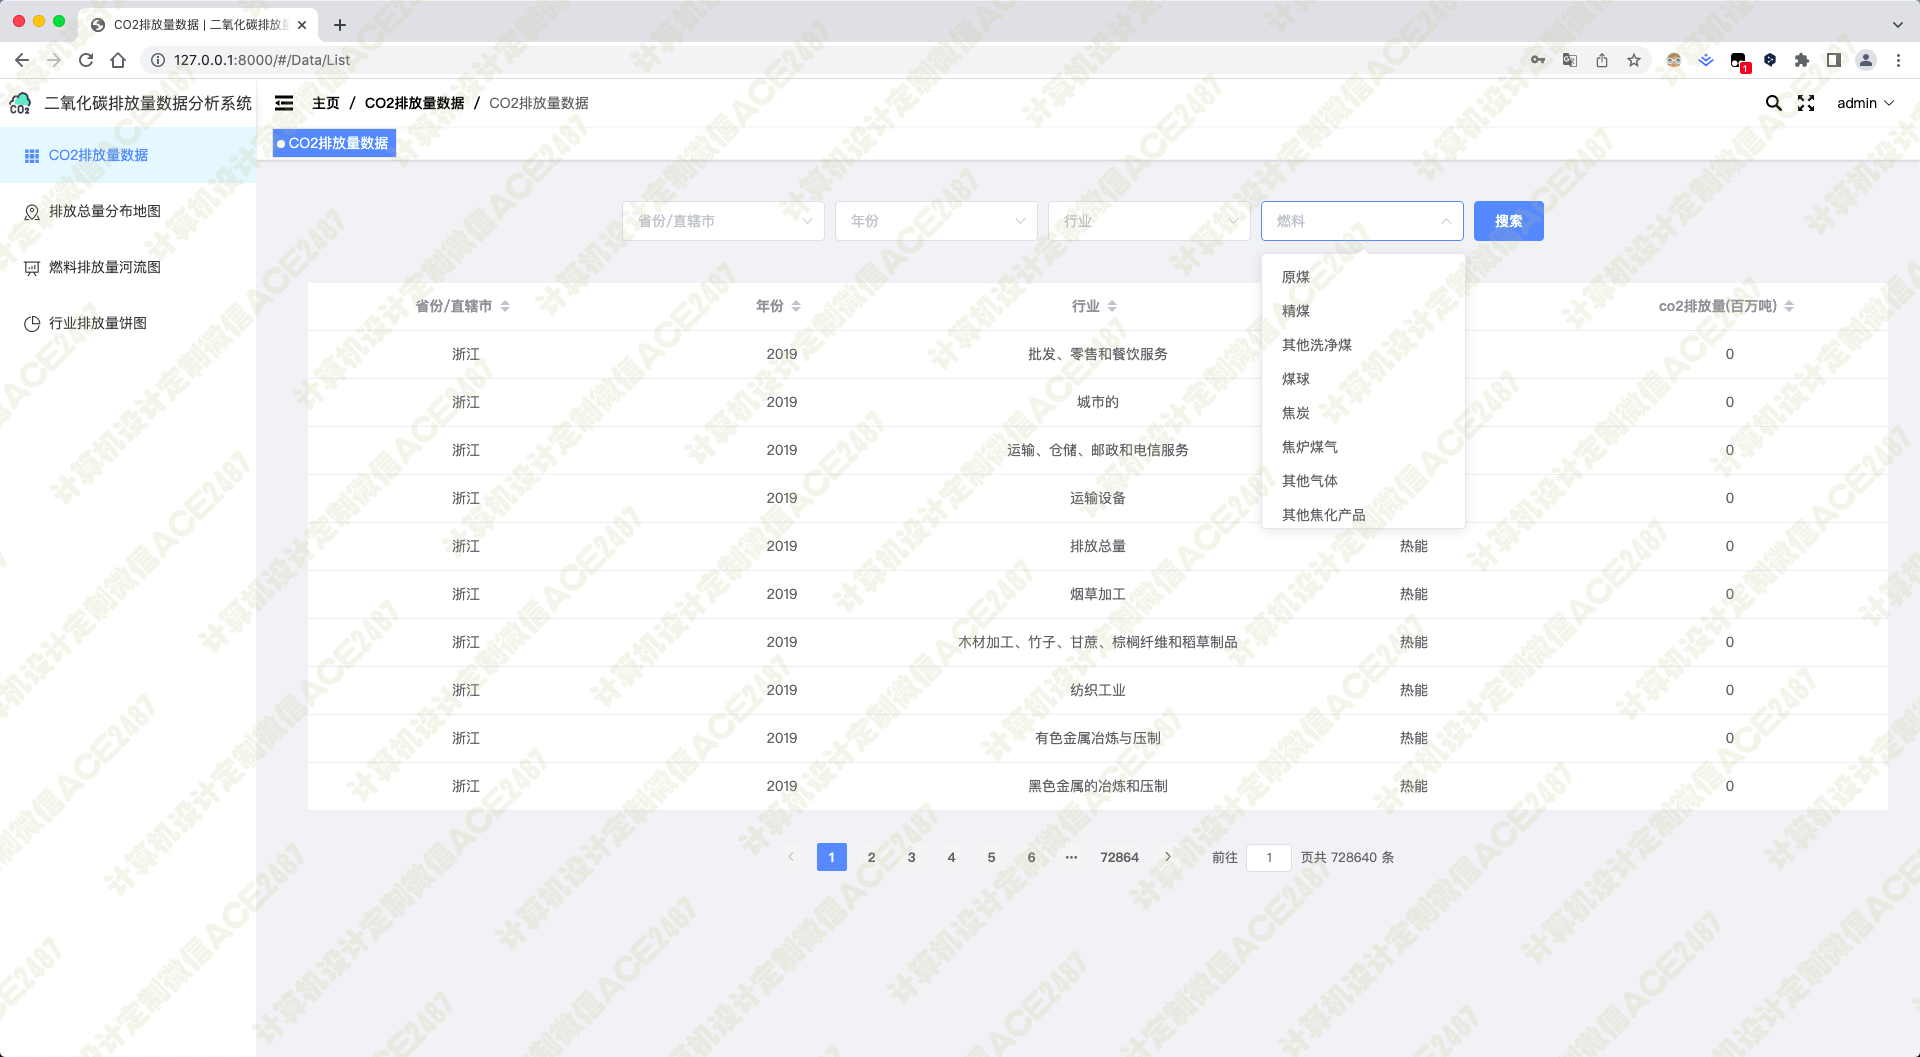 CO2排放量数据 | 二氧化碳排放
127.0.0.1:8000/#/Data/List
1
CO2
二氧化碳排放量数据分析系统
主页 / CO2排放量数据 / CO2排放量数据
admin
CO2排放量数据
CO2排放量数据
排放总量分布地图
燃料排放量河流图
行业排放量饼图
省份/直辖市 年份 行业 燃料 搜索
原煤
精煤
其他洗净煤
煤球
焦炭
焦炉煤气
其他气体
其他焦化产品
省份/直辖市 年份 行业 co2排放量(百万吨)
浙江 2019 批发、零售和餐饮服务 0
浙江 2019 城市的 0
浙江 2019 运输、仓储、邮政和电信服务 0
浙江 2019 运输设备 0
浙江 2019 排放总量 热能 0
浙江 2019 烟草加工 热能 0
浙江 2019 木材加工、竹子、甘蔗、棕榈纤维和稻草制品 热能 0
浙江 2019 纺织工业 热能 0
浙江 2019 有色金属冶炼与压制 热能 0
浙江 2019 黑色金属的冶炼和压制 热能 0
1 2 3 4 5 6 ··· 72864 前往 1 页共 728640 条
计算机设计定制微信ACE2487